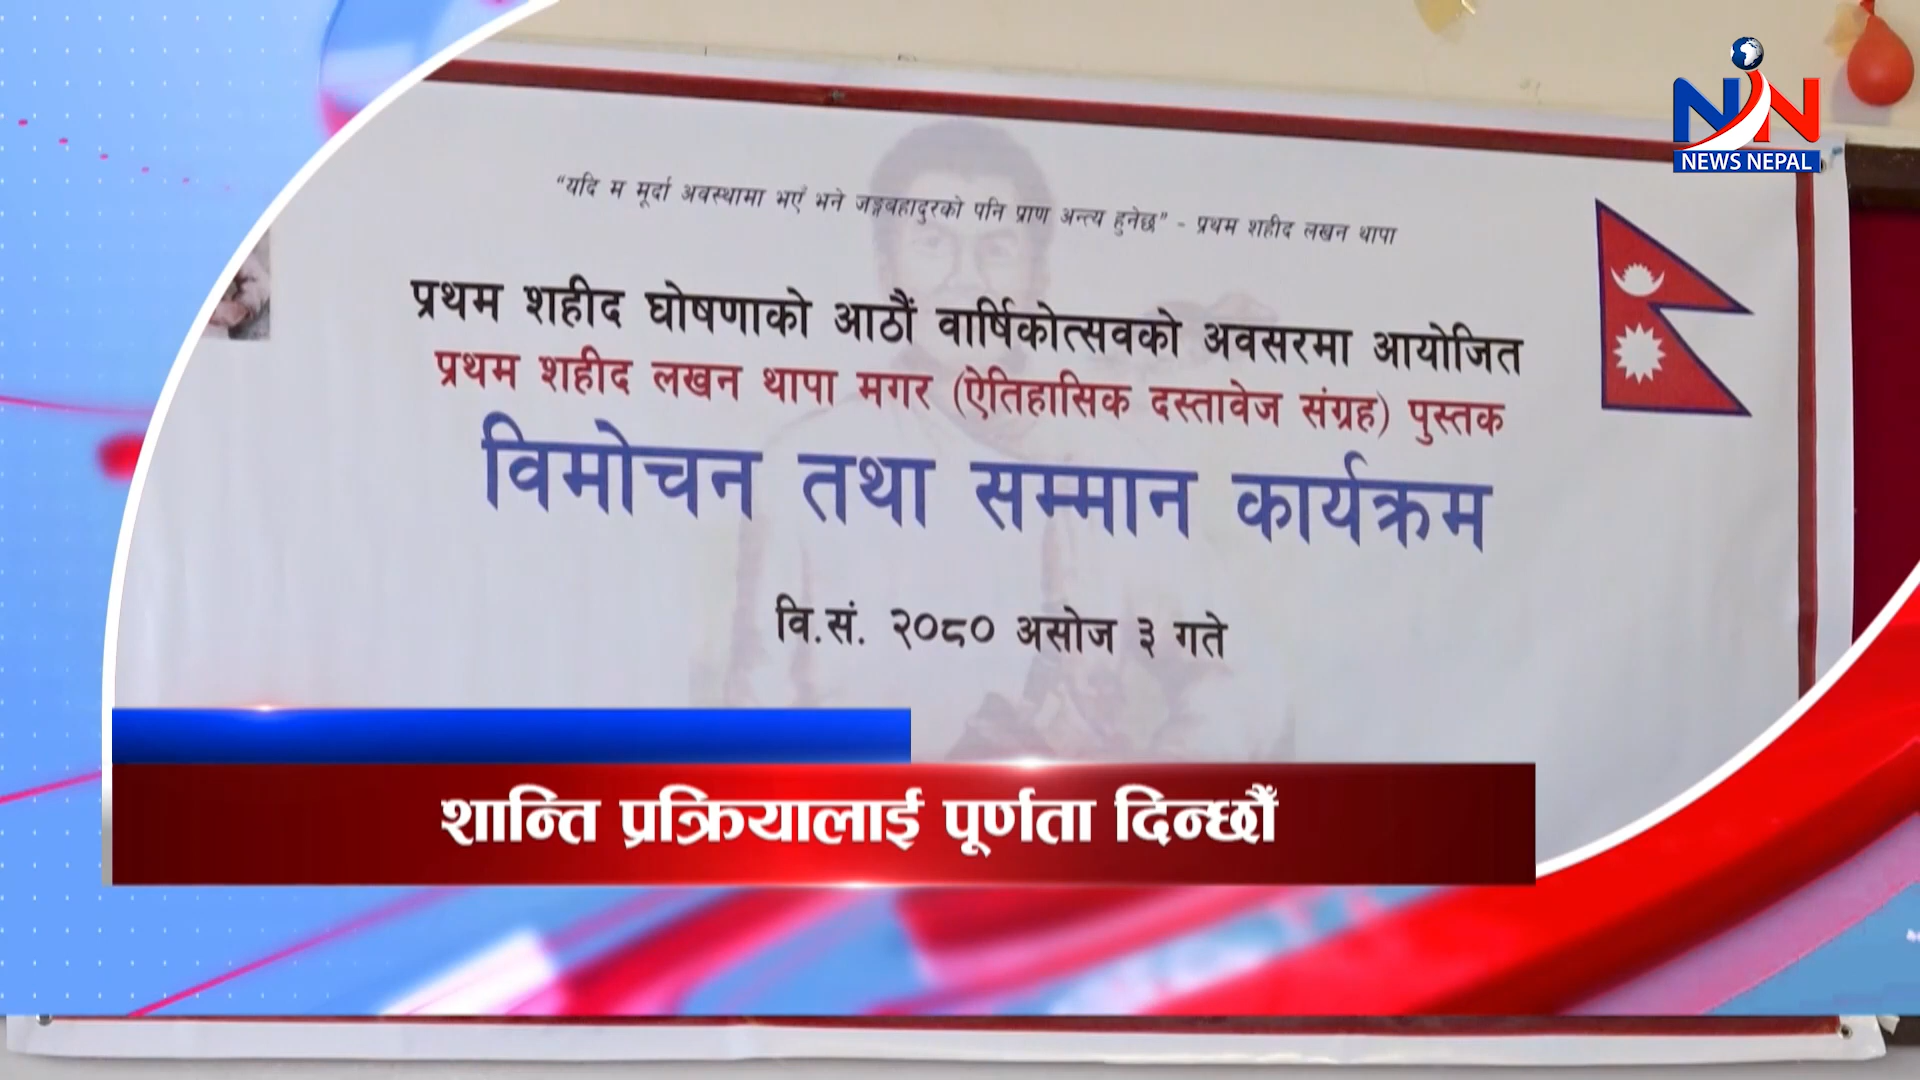 NN
NEWS NEPAL
“यदि म मूर्दा अवस्थामा भएँ भने जङ्गबहादुरको पनि प्राण अन्त्य हुनेछ” - प्रथम शहीद लखन थापा
प्रथम शहीद घोषणाको आठौं वार्षिकोत्सवको अवसरमा आयोजित
प्रथम शहीद लखन थापा मगर (ऐतिहासिक दस्तावेज संग्रह) पुस्तक
विमोचन तथा सम्मान कार्यक्रम
वि.सं. २०८० असोज ३ गते
शान्ति प्रक्रियालाई पूर्णता दिन्छौँ